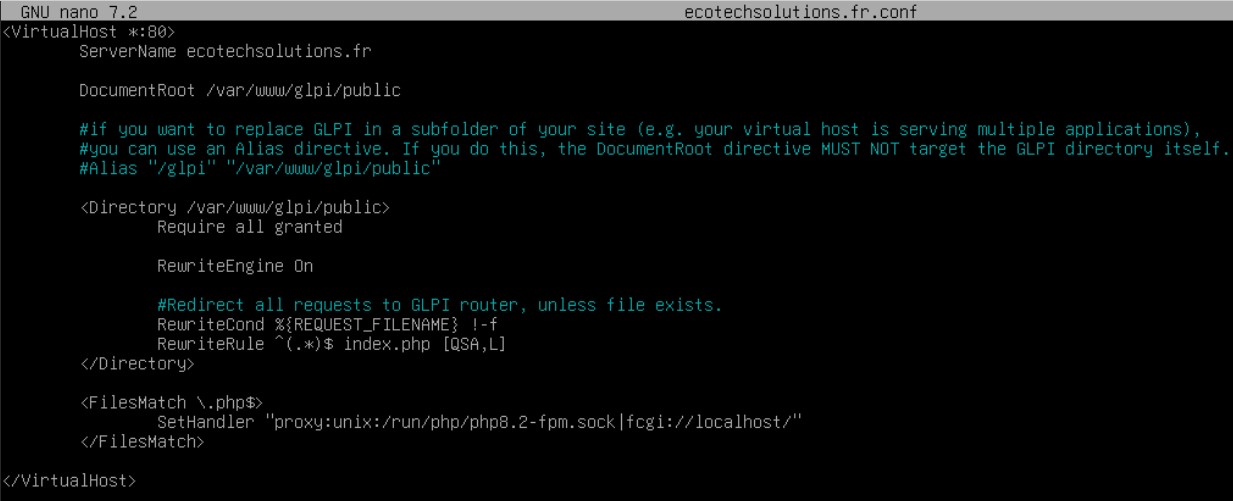 GNU nano 7.2 ecotechsolutions.fr.conf
<VirtualHost *:80>
ServerName ecotechsolutions.fr
DocumentRoot /var/www/glpi/public
#if you want to replace GLPI in a subfolder of your site (e.g. your virtual host is serving multiple applications),
#you can use an Alias directive. If you do this, the DocumentRoot directive MUST NOT target the GLPI directory itself.
#Alias "/glpi" "/var/www/glpi/public"
<Directory /var/www/glpi/public>
Require all granted
RewriteEngine On
#Redirect all requests to GLPI router, unless file exists.
RewriteCond %{REQUEST_FILENAME} !-f
RewriteRule ^(.*)$ index.php [QSA,L]
</Directory>
<FilesMatch \.php$>
SetHandler "proxy:unix:/run/php/php8.2-fpm.sock|fcgi://localhost/"
</FilesMatch>
</VirtualHost>